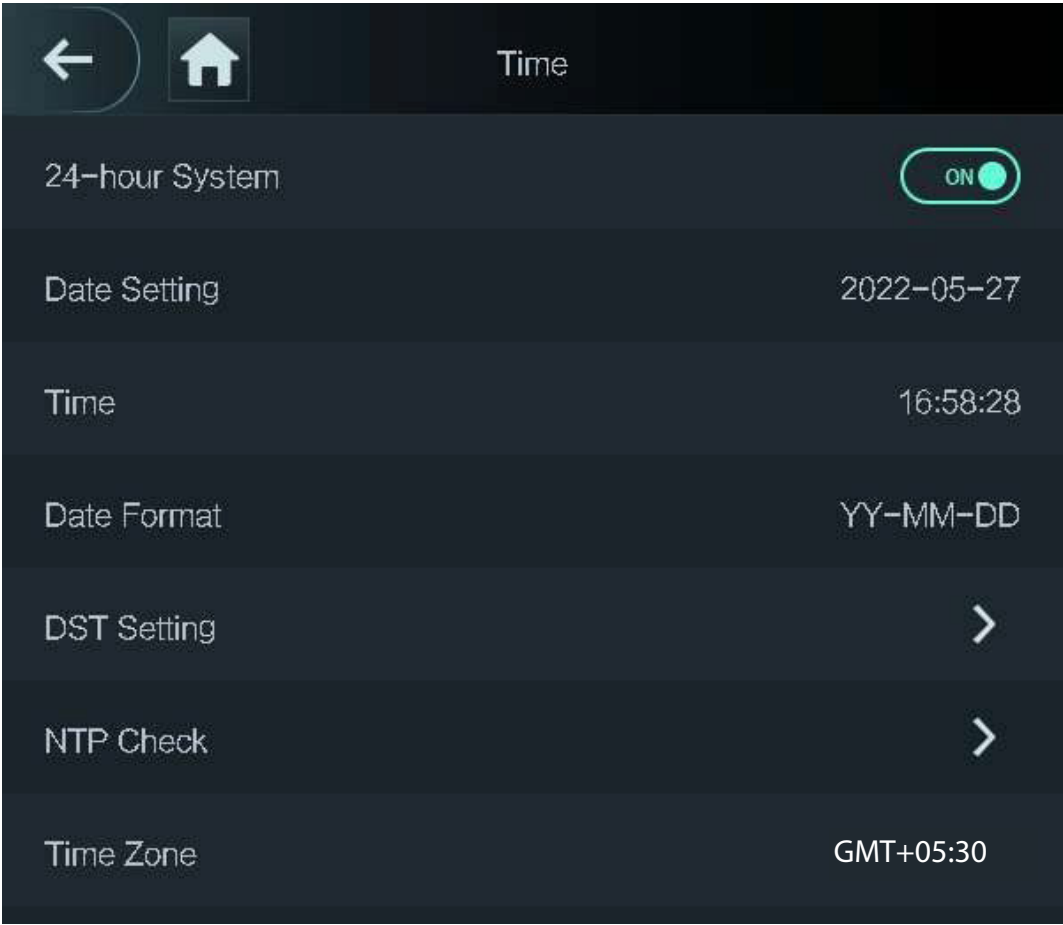 Time
24-hour System ON
Date Setting 2022-05-27
Time 16:58:28
Date Format YY-MM-DD
DST Setting
NTP Check
Time Zone GMT+05:30